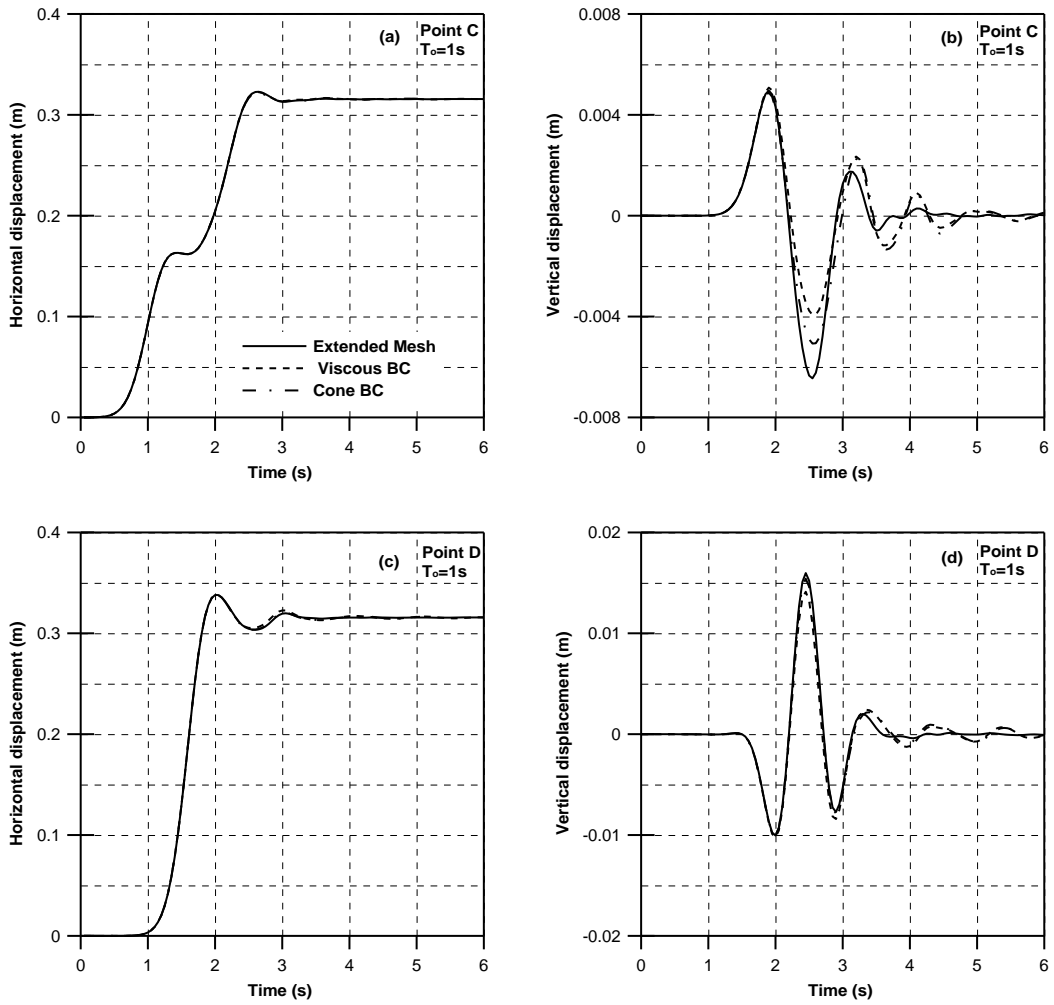 0.4
0.3
0.2
0.1
0
Horizontal displacement (m)
(a)
Point C
To=1s
Extended Mesh
Viscous BC
Cone BC
0 1 2 3 4 5 6
Time (s)
0.008
0.004
0
-0.004
-0.008
Vertical displacement (m)
(b)
Point C
To=1s
0 1 2 3 4 5 6
Time (s)
0.4
0.3
0.2
0.1
0
Horizontal displacement (m)
(c)
Point D
To=1s
0 1 2 3 4 5 6
Time (s)
0.02
0.01
0
-0.01
-0.02
Vertical displacement (m)
(d)
Point D
To=1s
0 1 2 3 4 5 6
Time (s)